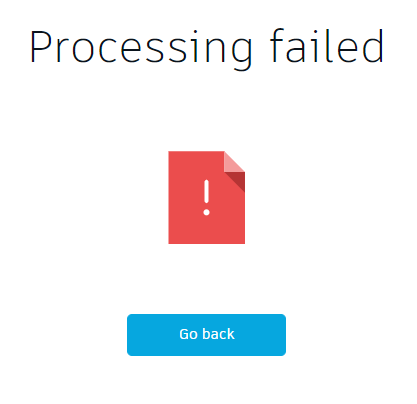 Processing failed
!
Go back